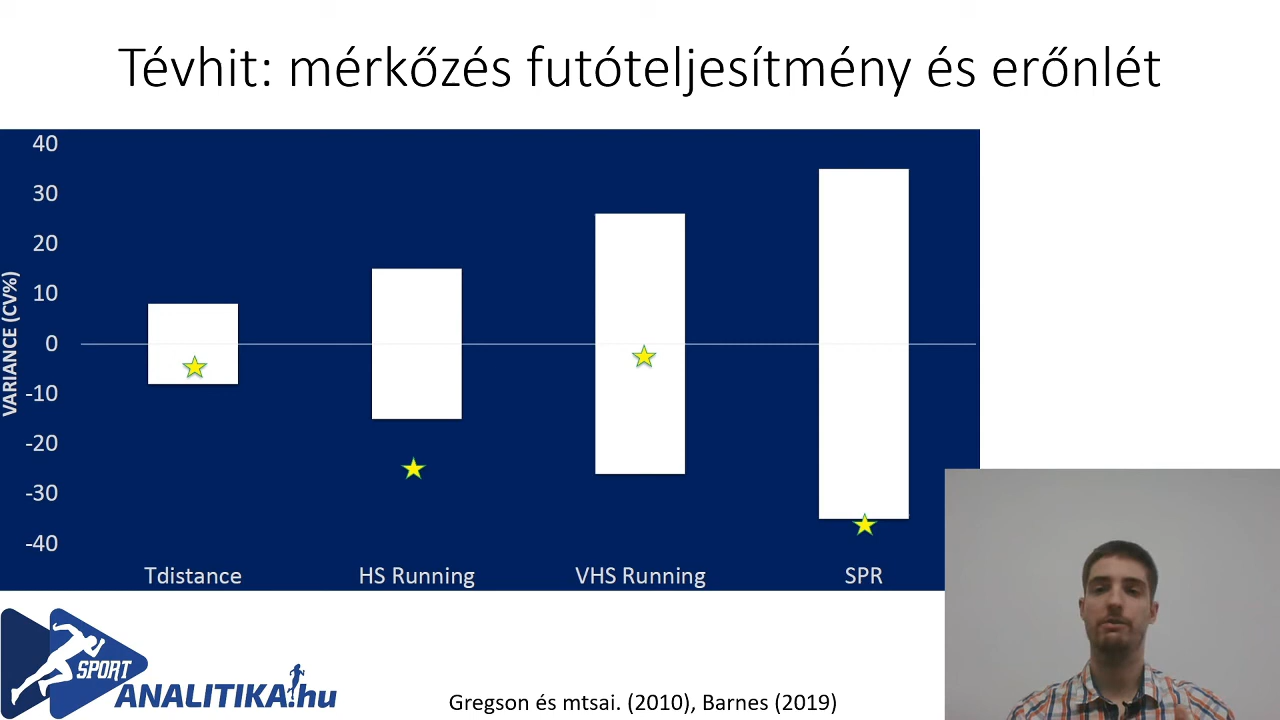 Tévhit: mérkőzés futóteljesítmény és erőnlét
VARIANCE (CV%)
40
30
20
10
0
-10
-20
-30
-40
Tdistance HS Running VHS Running SPR
SPORT
ANALITIKA.hu
Gregson és mtsai. (2010), Barnes (2019)